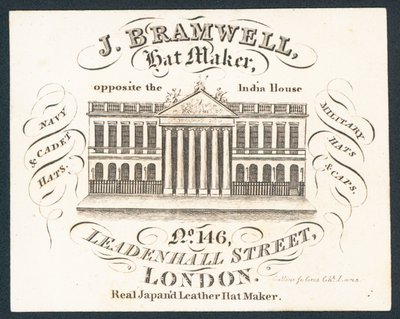 J. BRAMWELL,
Hat Maker,
opposite the India House
NAVY
& CADET
HATS.
MILITARY
HATS
& CAPS.
No. 146,
LEADENHALL STREET,
LONDON.
Real Japan'd Leather Hat Maker.